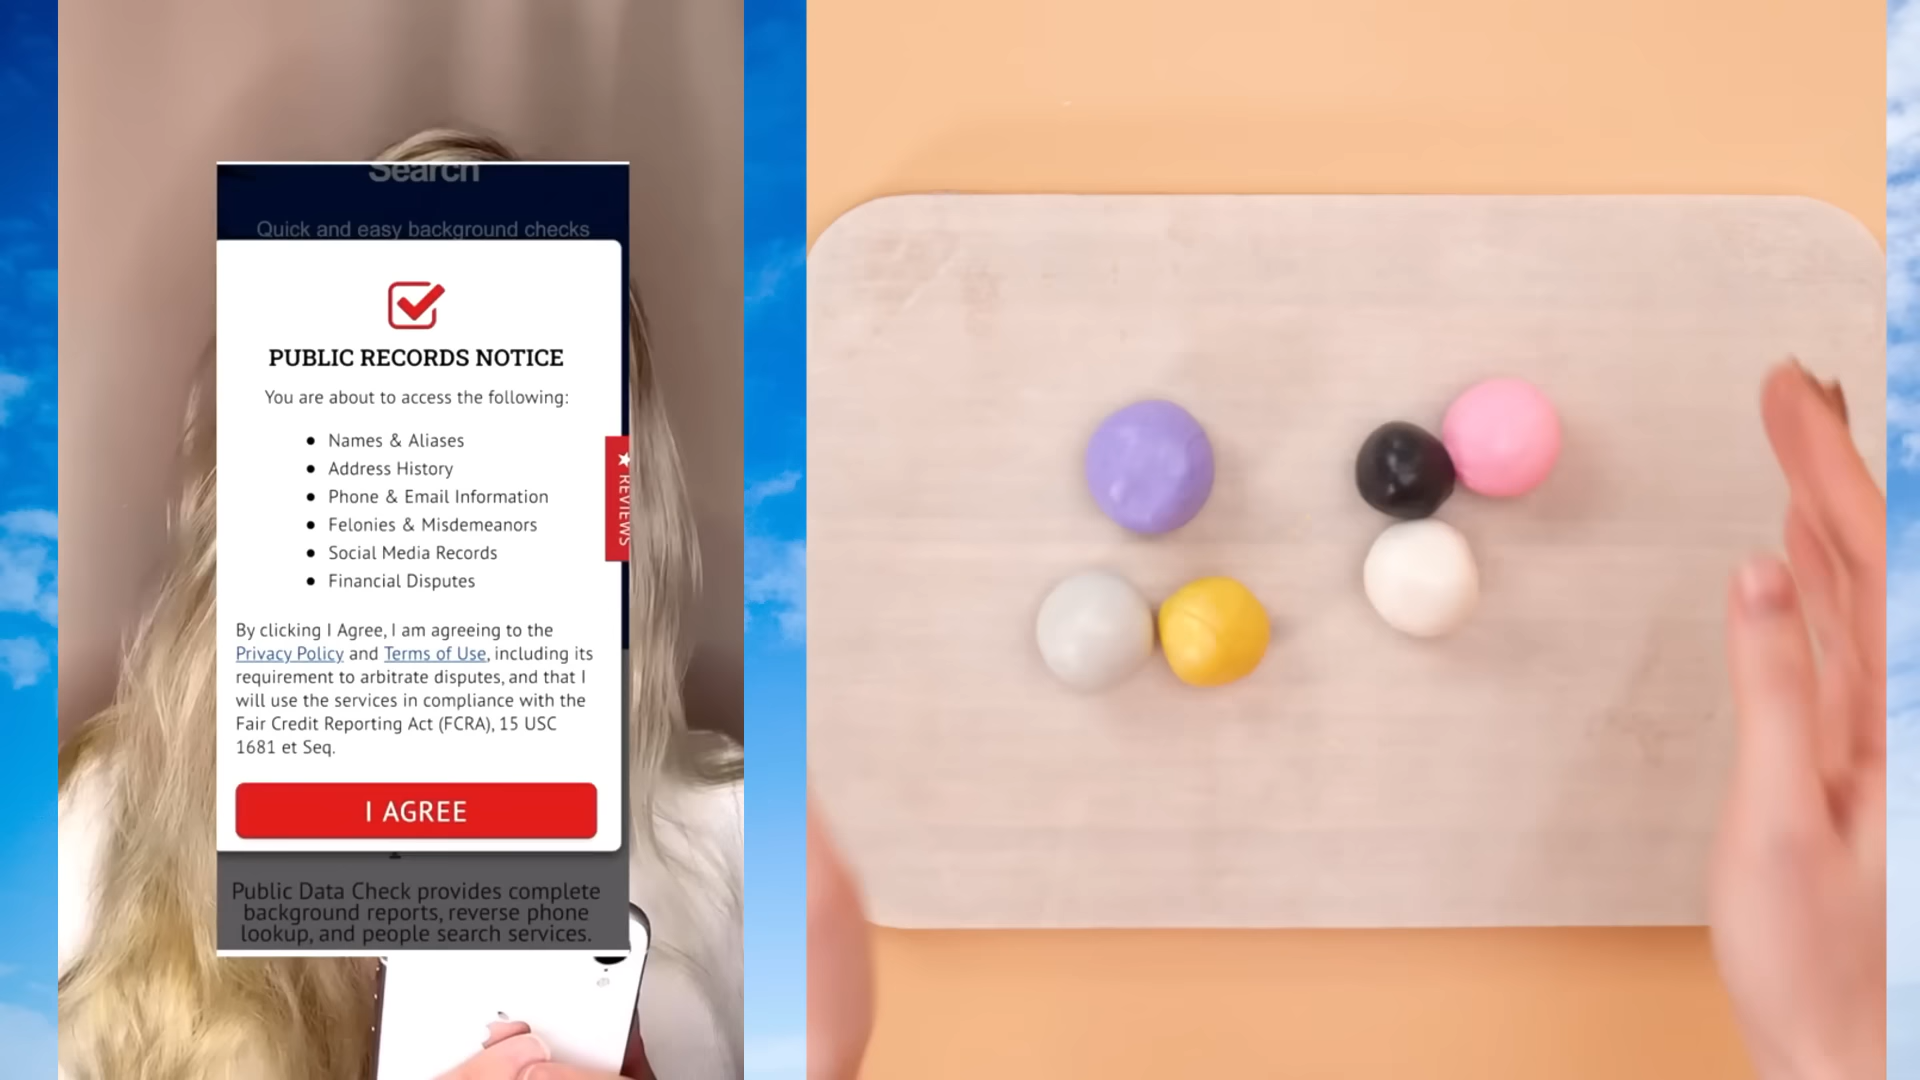 Search
Quick and easy background checks
PUBLIC RECORDS NOTICE
You are about to access the following:
Names & Aliases
Address History
Phone & Email Information
Felonies & Misdemeanors
Social Media Records
Financial Disputes
★ REVIEWS
By clicking I Agree, I am agreeing to the
Privacy Policy and Terms of Use, including its
requirement to arbitrate disputes, and that I
will use the services in compliance with the
Fair Credit Reporting Act (FCRA), 15 USC
1681 et Seq.
I AGREE
Public Data Check provides complete
background reports, reverse phone
lookup, and people search services.